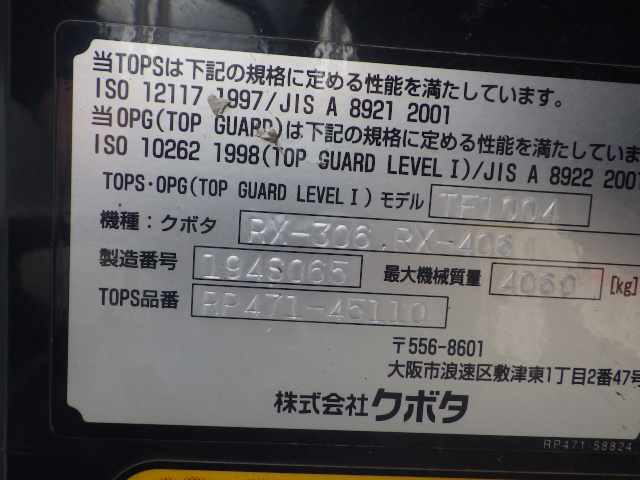 当TOPSは下記の規格に定める性能を満たしています。
ISO 12117 1997/JIS A 8921 2001
当OPG(TOP GUARD)は下記の規格に定める性能を満たしていま
ISO 10262 1998(TOP GUARD LEVEL I)/JIS A 8922 2001
TOPS・OPG(TOP GUARD LEVEL I) モデル TF1004
機種：クボタ RX-306,RX-406
製造番号 194S065 最大機械質量 4060 [kg]
TOPS品番 RP471-45110
〒556-8601
大阪市浪速区敷津東1丁目2番47号
株式会社クボタ
RP471-58824